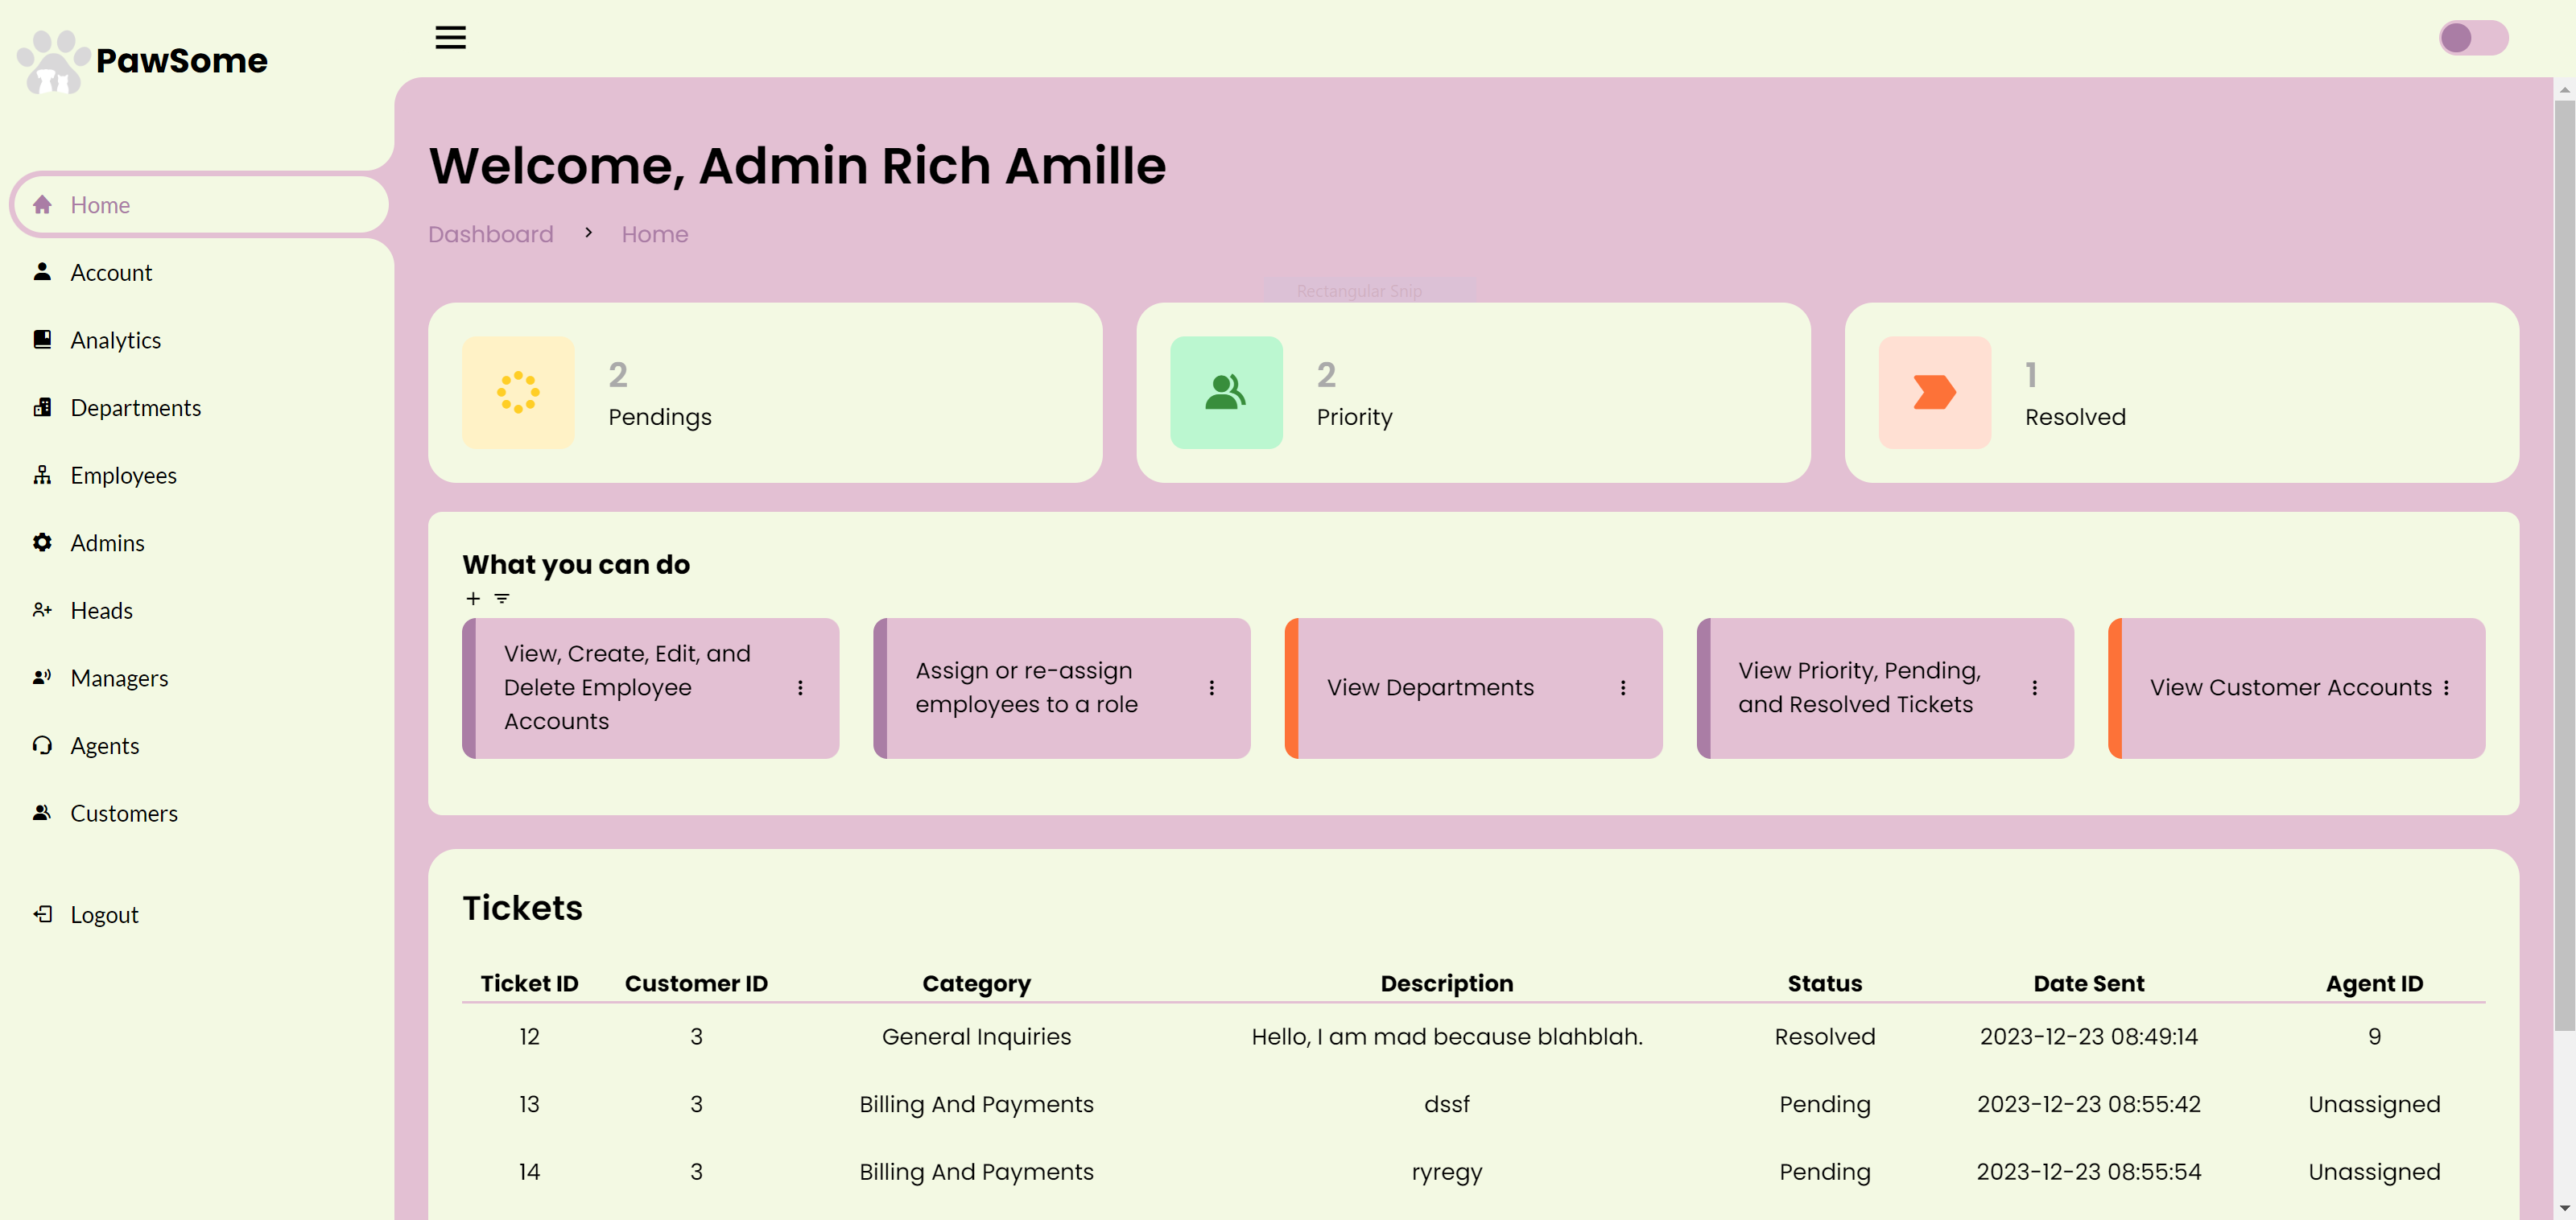 PawSome
Home
Account
Analytics
Departments
Employees
Admins
Heads
Managers
Agents
Customers
Logout
Welcome, Admin Rich Amille
Dashboard > Home
Rectangular Snip
2
Pendings
2
Priority
1
Resolved
What you can do
View, Create, Edit, and
Delete Employee
Accounts
Assign or re-assign
employees to a role
View Departments
View Priority, Pending,
and Resolved Tickets
View Customer Accounts
Tickets
Ticket ID Customer ID Category Description Status Date Sent Agent ID
12 3 General Inquiries Hello, I am mad because blahblah. Resolved 2023-12-23 08:49:14 9
13 3 Billing And Payments dssf Pending 2023-12-23 08:55:42 Unassigned
14 3 Billing And Payments ryregy Pending 2023-12-23 08:55:54 Unassigned